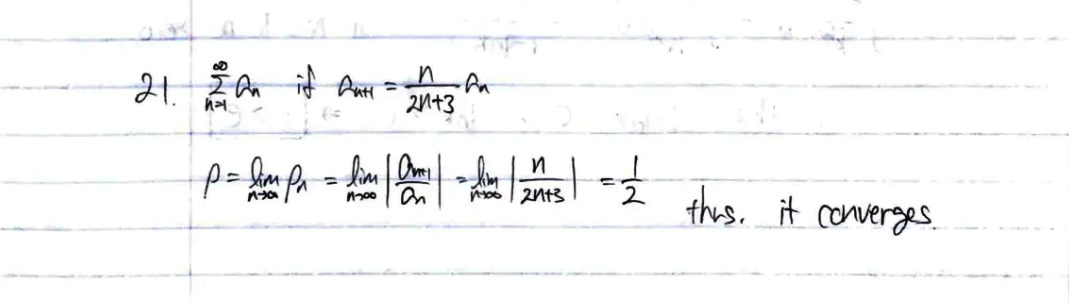 21. $\sum_{n=1}^{\infty} a_n$ if $a_{n+1} = \frac{n}{2n+3} a_n$
$\rho = \lim_{n \to \infty} \rho_n = \lim_{n \to \infty} \left| \frac{a_{n+1}}{a_n} \right| = \lim_{n \to \infty} \left| \frac{n}{2n+3} \right| = \frac{1}{2}$ thus. it converges.